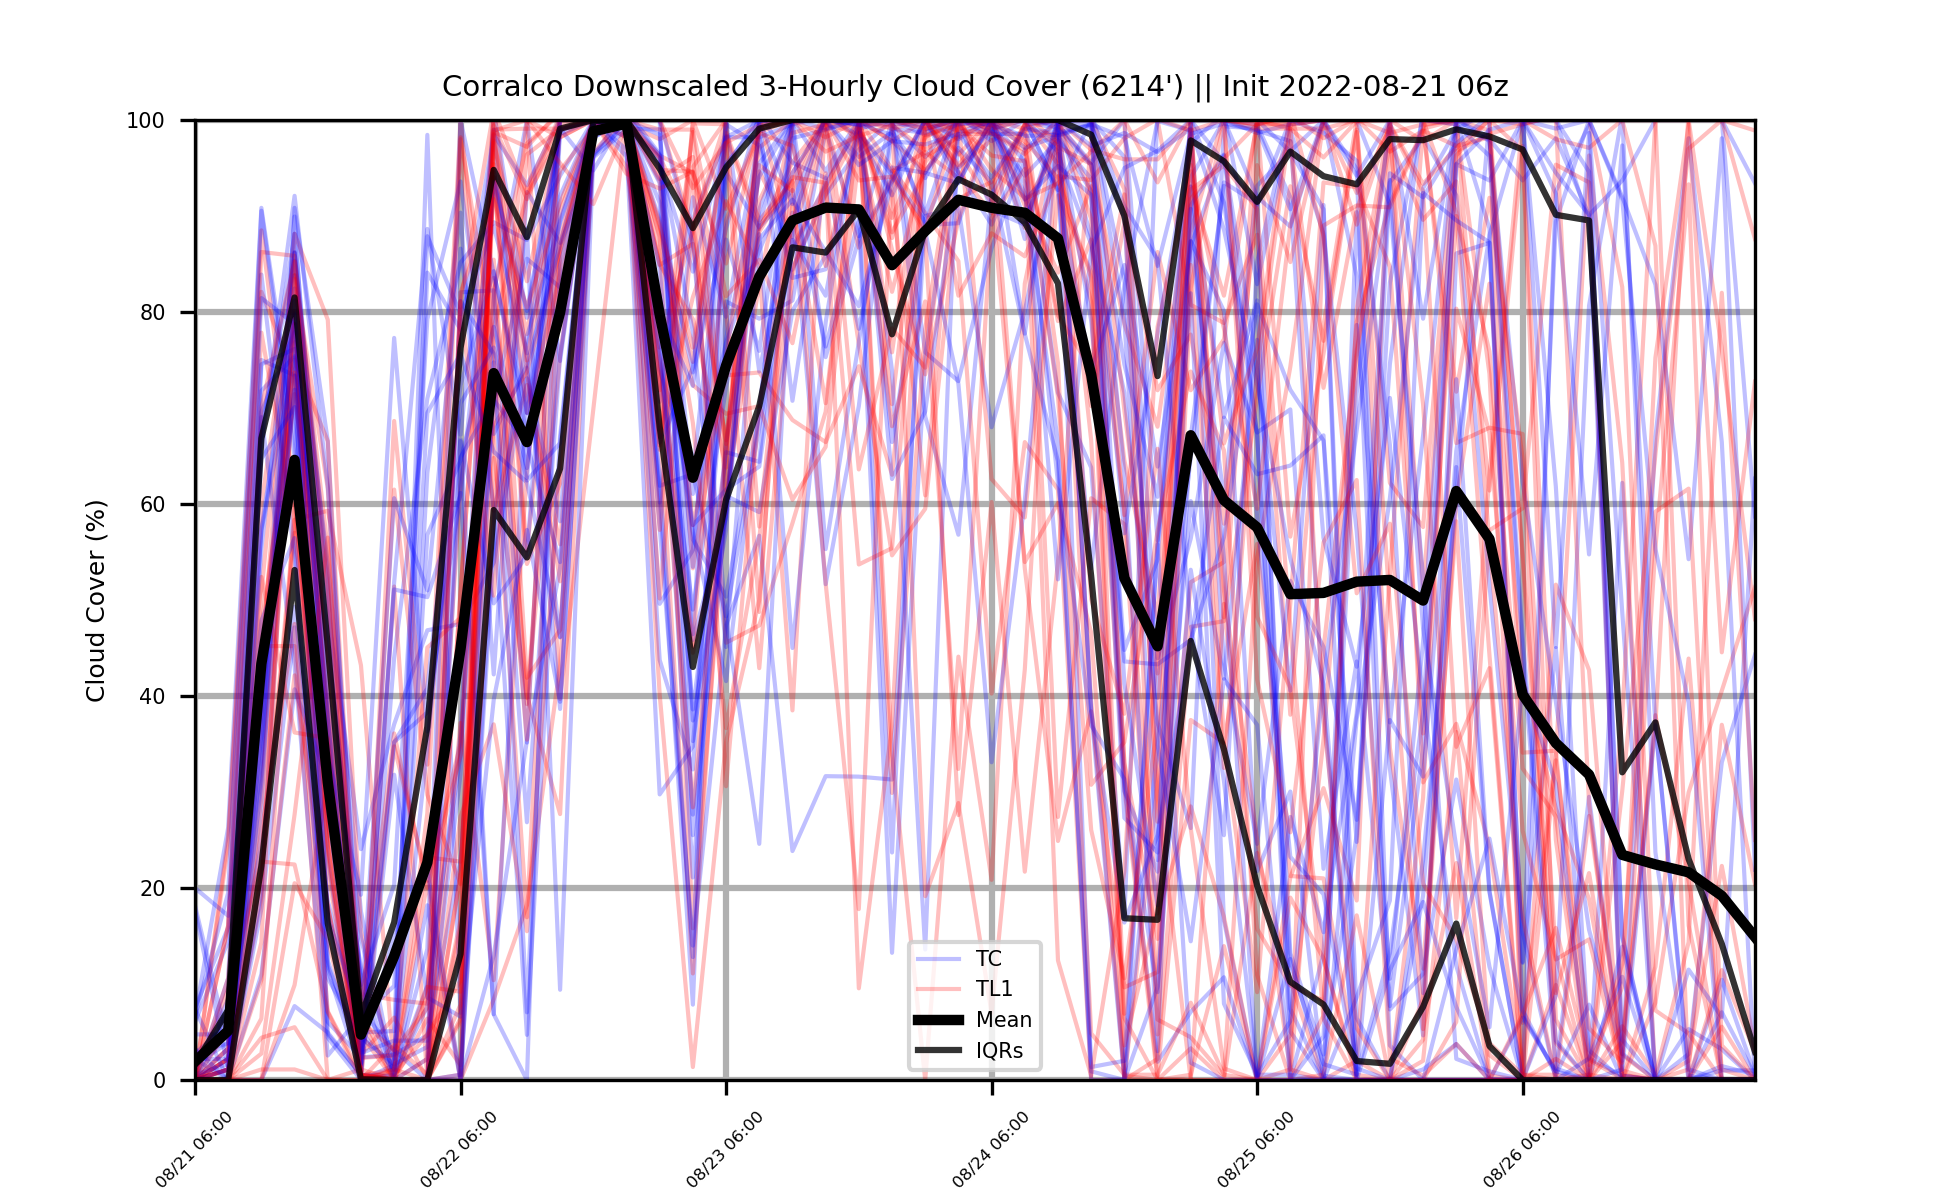 Corralco Downscaled 3-Hourly Cloud Cover (6214') || Init 2022-08-21 06z
Cloud Cover (%)
100
80
60
40
20
0
TC
TL1
Mean
IQRs
08/21 06:00
08/22 06:00
08/23 06:00
08/24 06:00
08/25 06:00
08/26 06:00